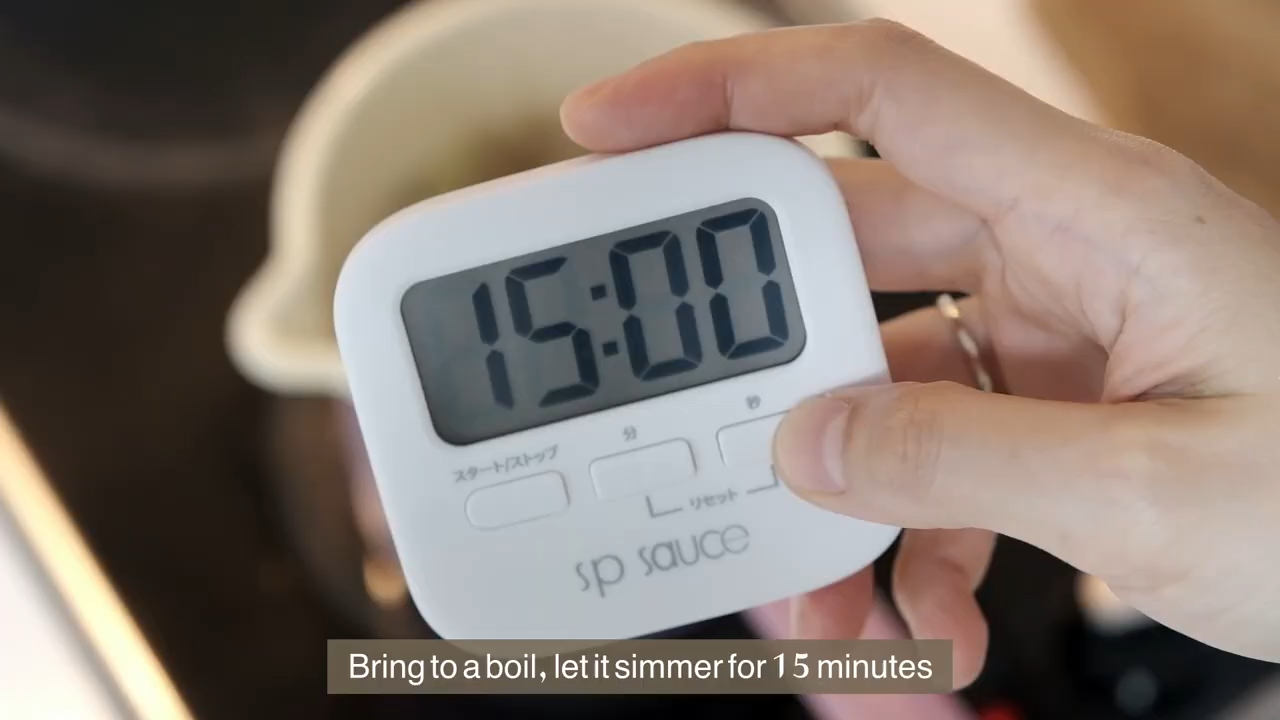 15:00
秒
分
スタート/ストップ
リセット
sp sauce
Bring to a boil, let it simmer for 15 minutes